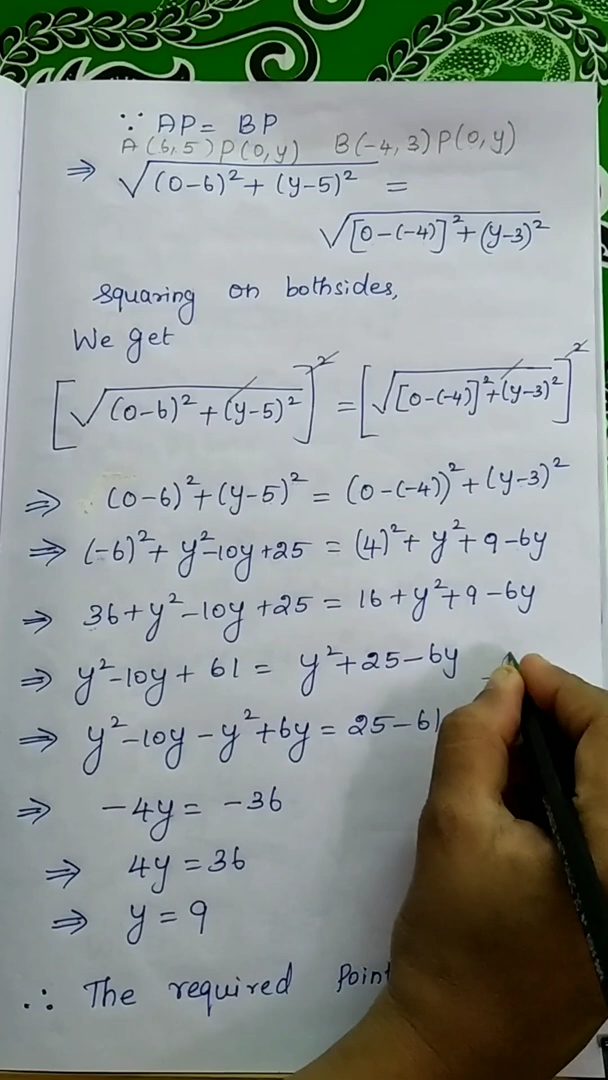 ∵ AP = BP
A(6,5) P(0,y) B(-4,3) P(0,y)
⇒ √(0-6)²+(y-5)² =
√[0-(-4)]²+(y-3)²
squaring on bothsides,
We get
[√(0-6)²+(y-5)²]² = [√[0-(-4)]²+(y-3)²]²
⇒ (0-6)²+(y-5)² = (0-(-4))²+(y-3)²
⇒ (-6)²+ y²-10y+25 = (4)²+ y²+9-6y
⇒ 36+y²-10y+25 = 16+y²+9-6y
⇒ y²-10y+61 = y²+25-6y
⇒ y²-10y-y²+6y = 25-61
⇒ -4y = -36
⇒ 4y = 36
⇒ y = 9
∴ The required Point